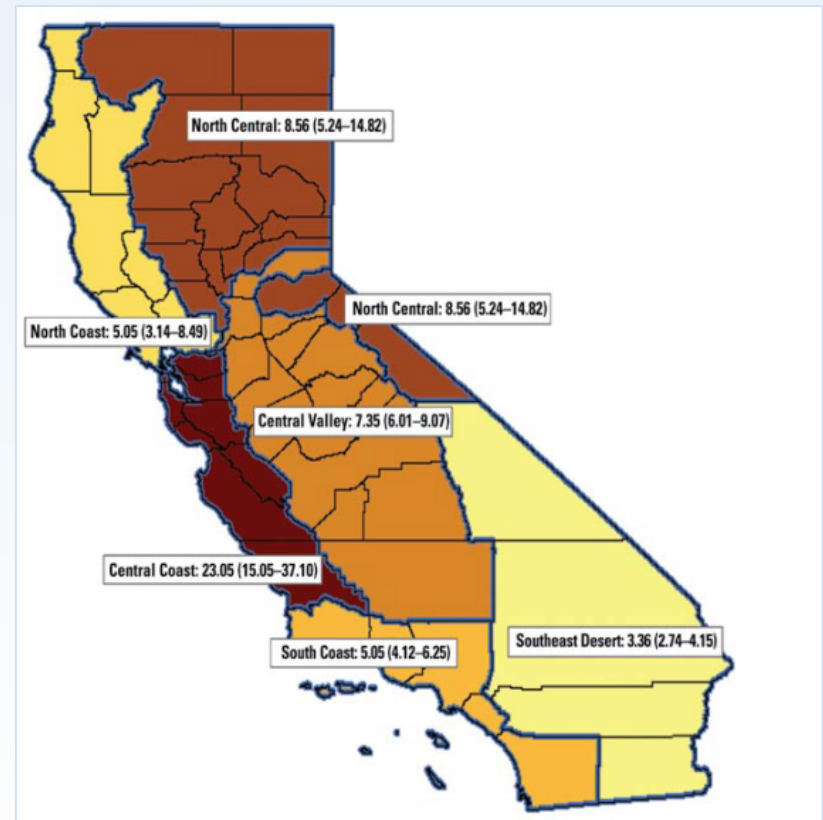 North Central: 8.56 (5.24–14.82)
North Central: 8.56 (5.24–14.82)
North Coast: 5.05 (3.14–8.49)
Central Valley: 7.35 (6.01–9.07)
Central Coast: 23.05 (15.05–37.10)
Southeast Desert: 3.36 (2.74–4.15)
South Coast: 5.05 (4.12–6.25)